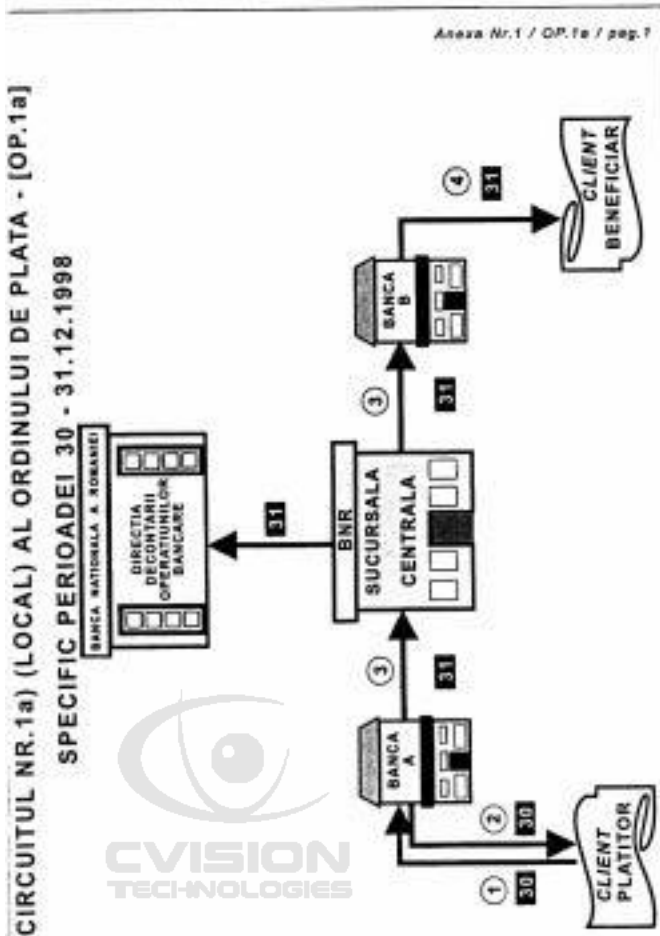 Anexa Nr.1 / OP.1a / pag.1
CIRCUITUL NR.1a) (LOCAL) AL ORDINULUI DE PLATA - [OP.1a]
SPECIFIC PERIOADEI 30 - 31.12.1998
BANCA NATIONALA A ROMANIEI
DIRECTIA
DECONTARII
OPERATIUNILOR
BANCARE
31
BNR
SUCURSALA
CENTRALA
3
31
3
31
BANCA
A
BANCA
B
1
30
2
30
4
31
CLIENT
PLATITOR
CLIENT
BENEFICIAR
CVISION
TECHNOLOGIES